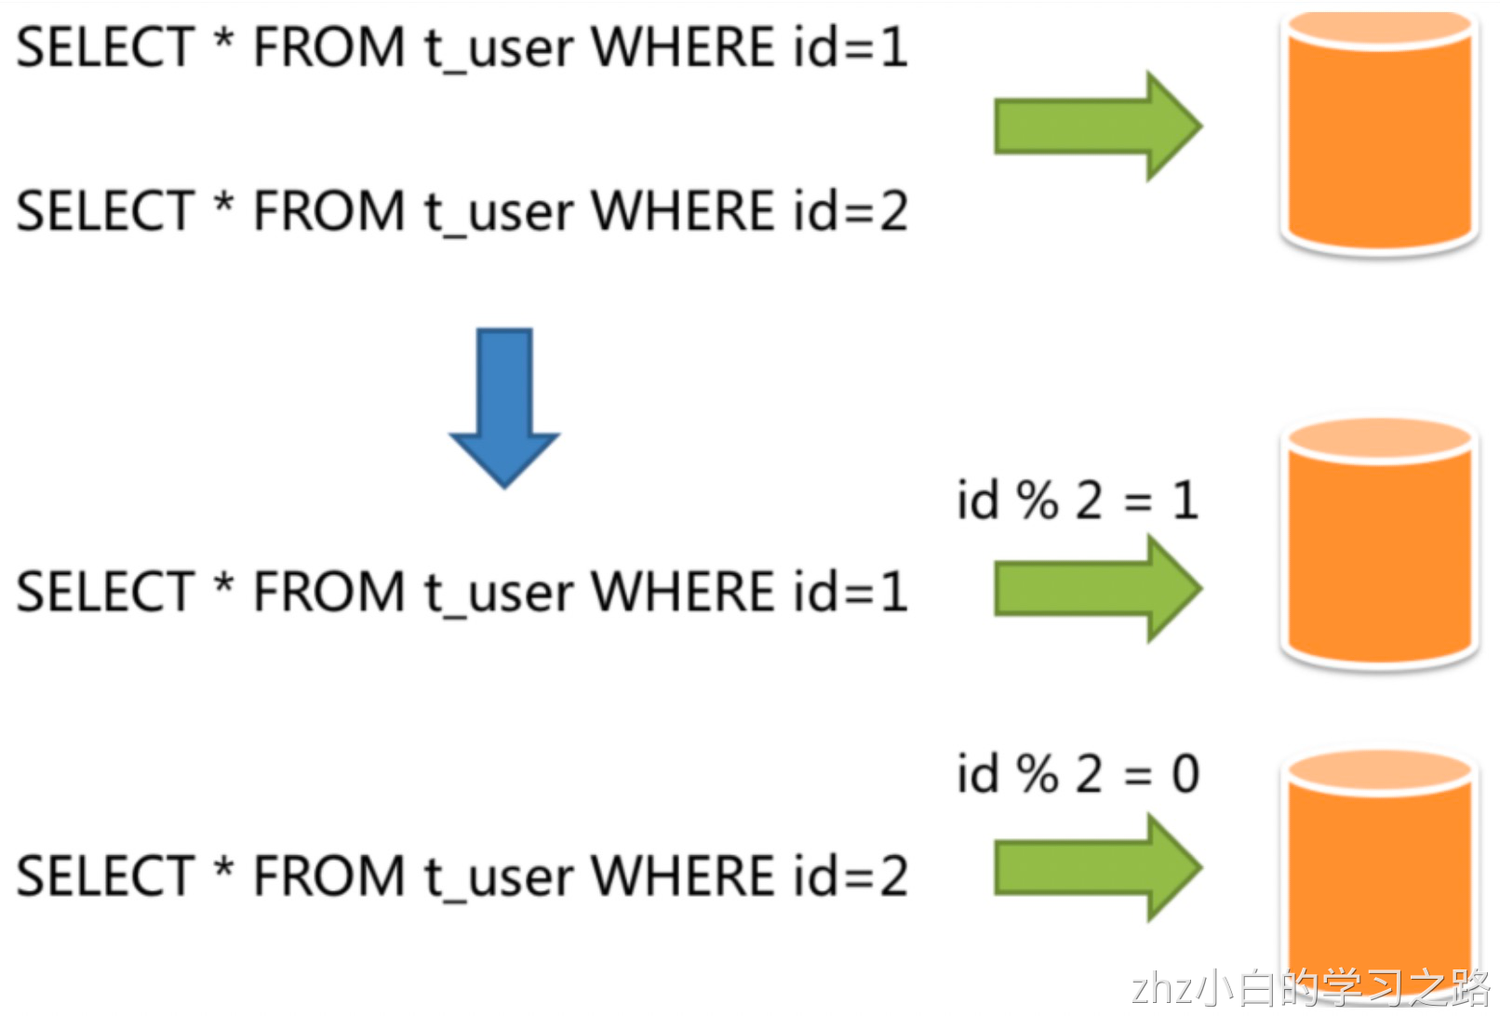 SELECT * FROM t_user WHERE id=1
SELECT * FROM t_user WHERE id=2
id % 2 = 1
SELECT * FROM t_user WHERE id=1
id % 2 = 0
SELECT * FROM t_user WHERE id=2
zhz小白的学习之路